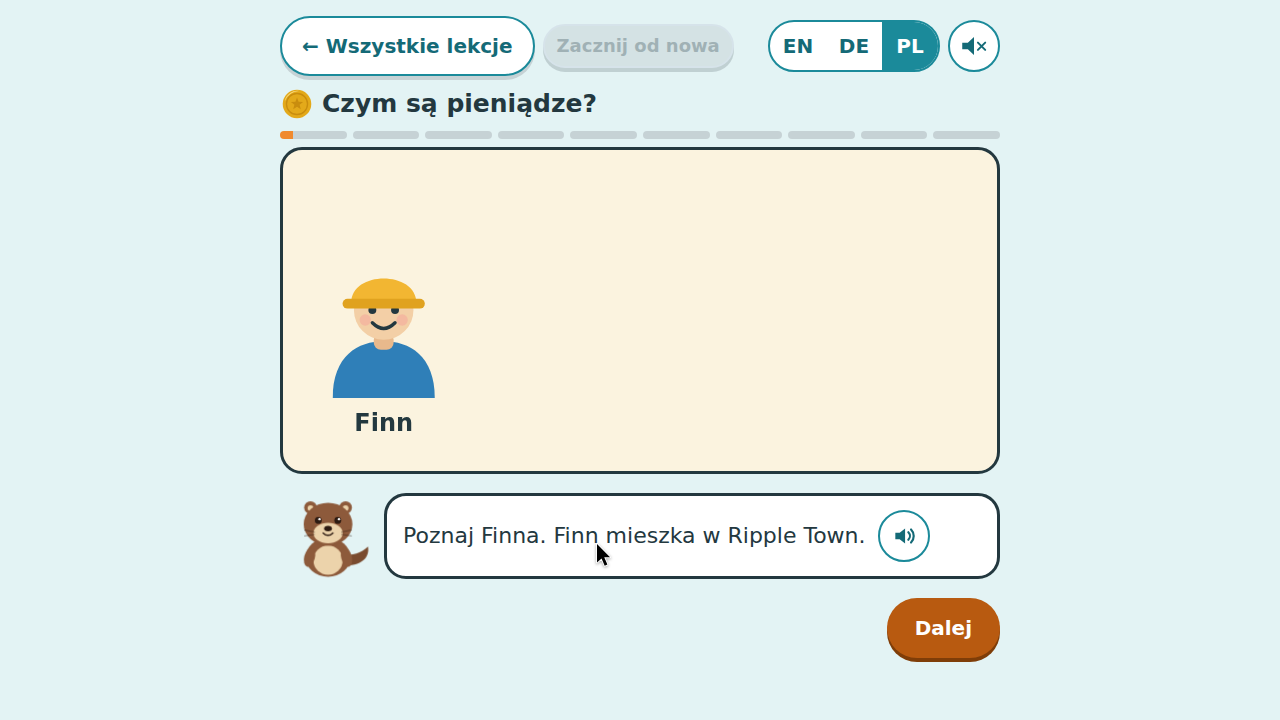 ← Wszystkie lekcje
Zacznij od nowa
EN DE PL
Czym są pieniądze?
Finn
Poznaj Finna. Finn mieszka w Ripple Town.
Dalej